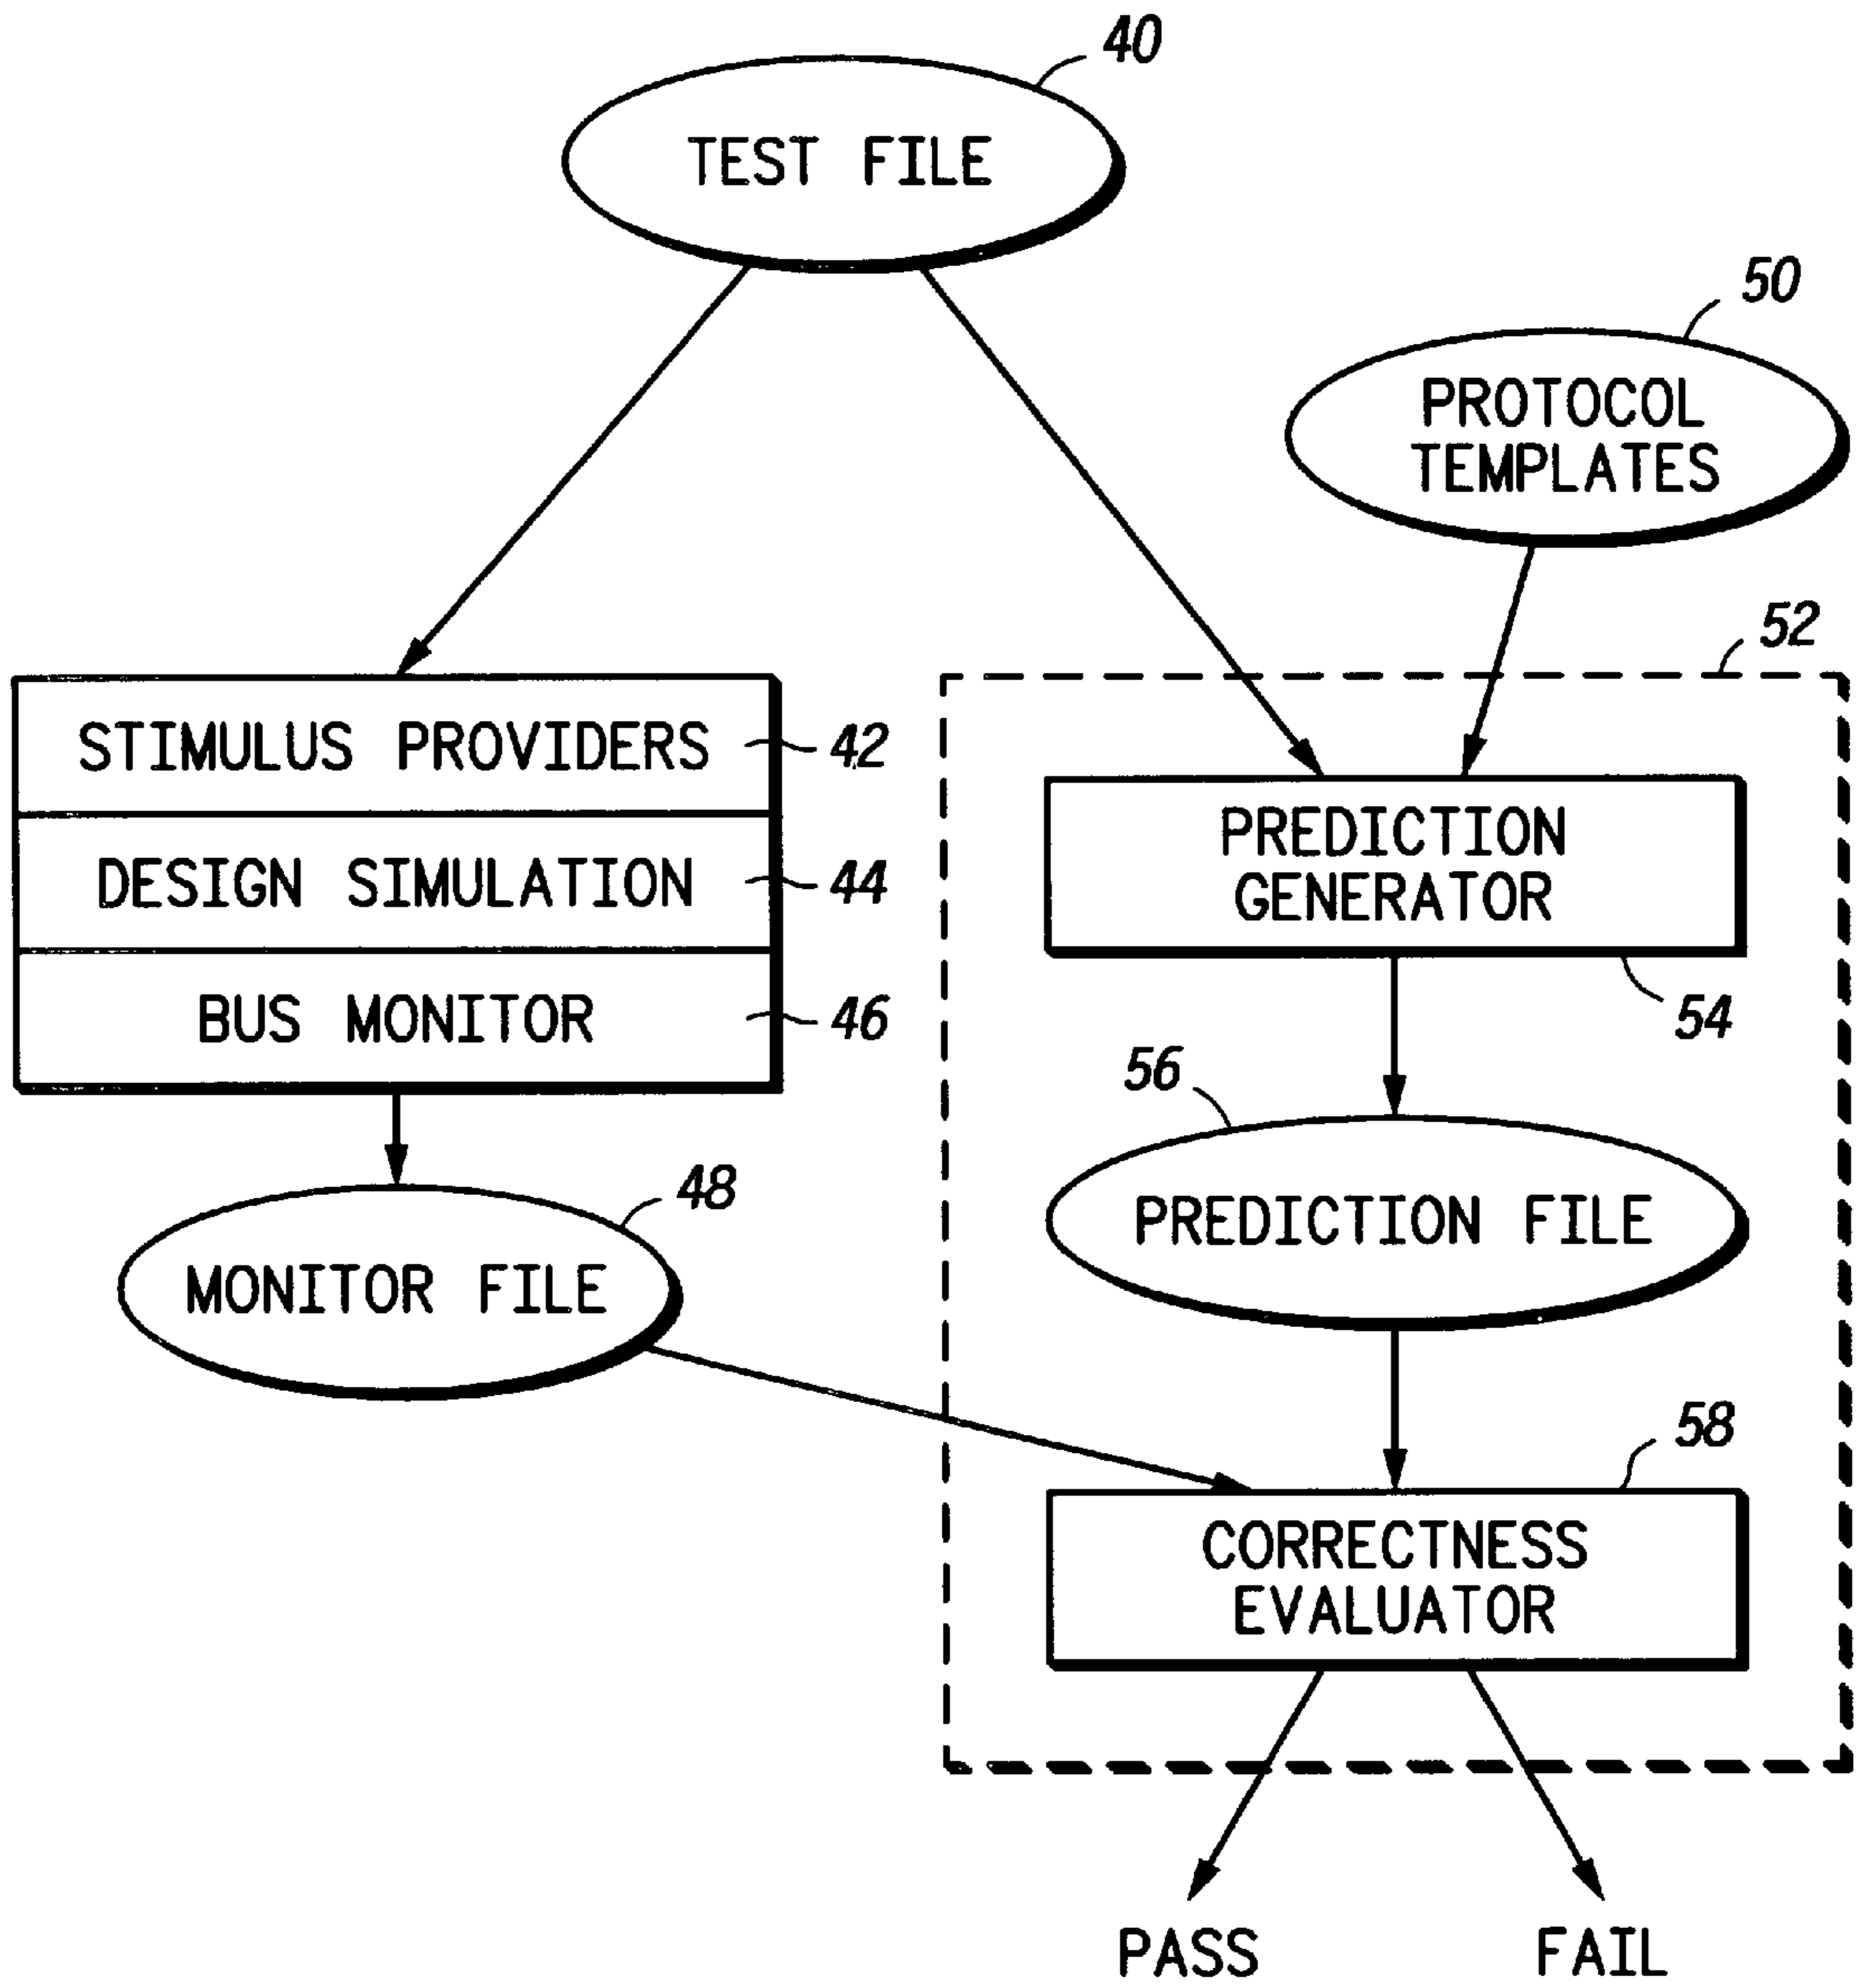 40
TEST FILE
50
PROTOCOL
TEMPLATES
52
STIMULUS PROVIDERS 42
DESIGN SIMULATION 44
BUS MONITOR 46
PREDICTION
GENERATOR
54
56
PREDICTION FILE
48
MONITOR FILE
58
CORRECTNESS
EVALUATOR
PASS
FAIL